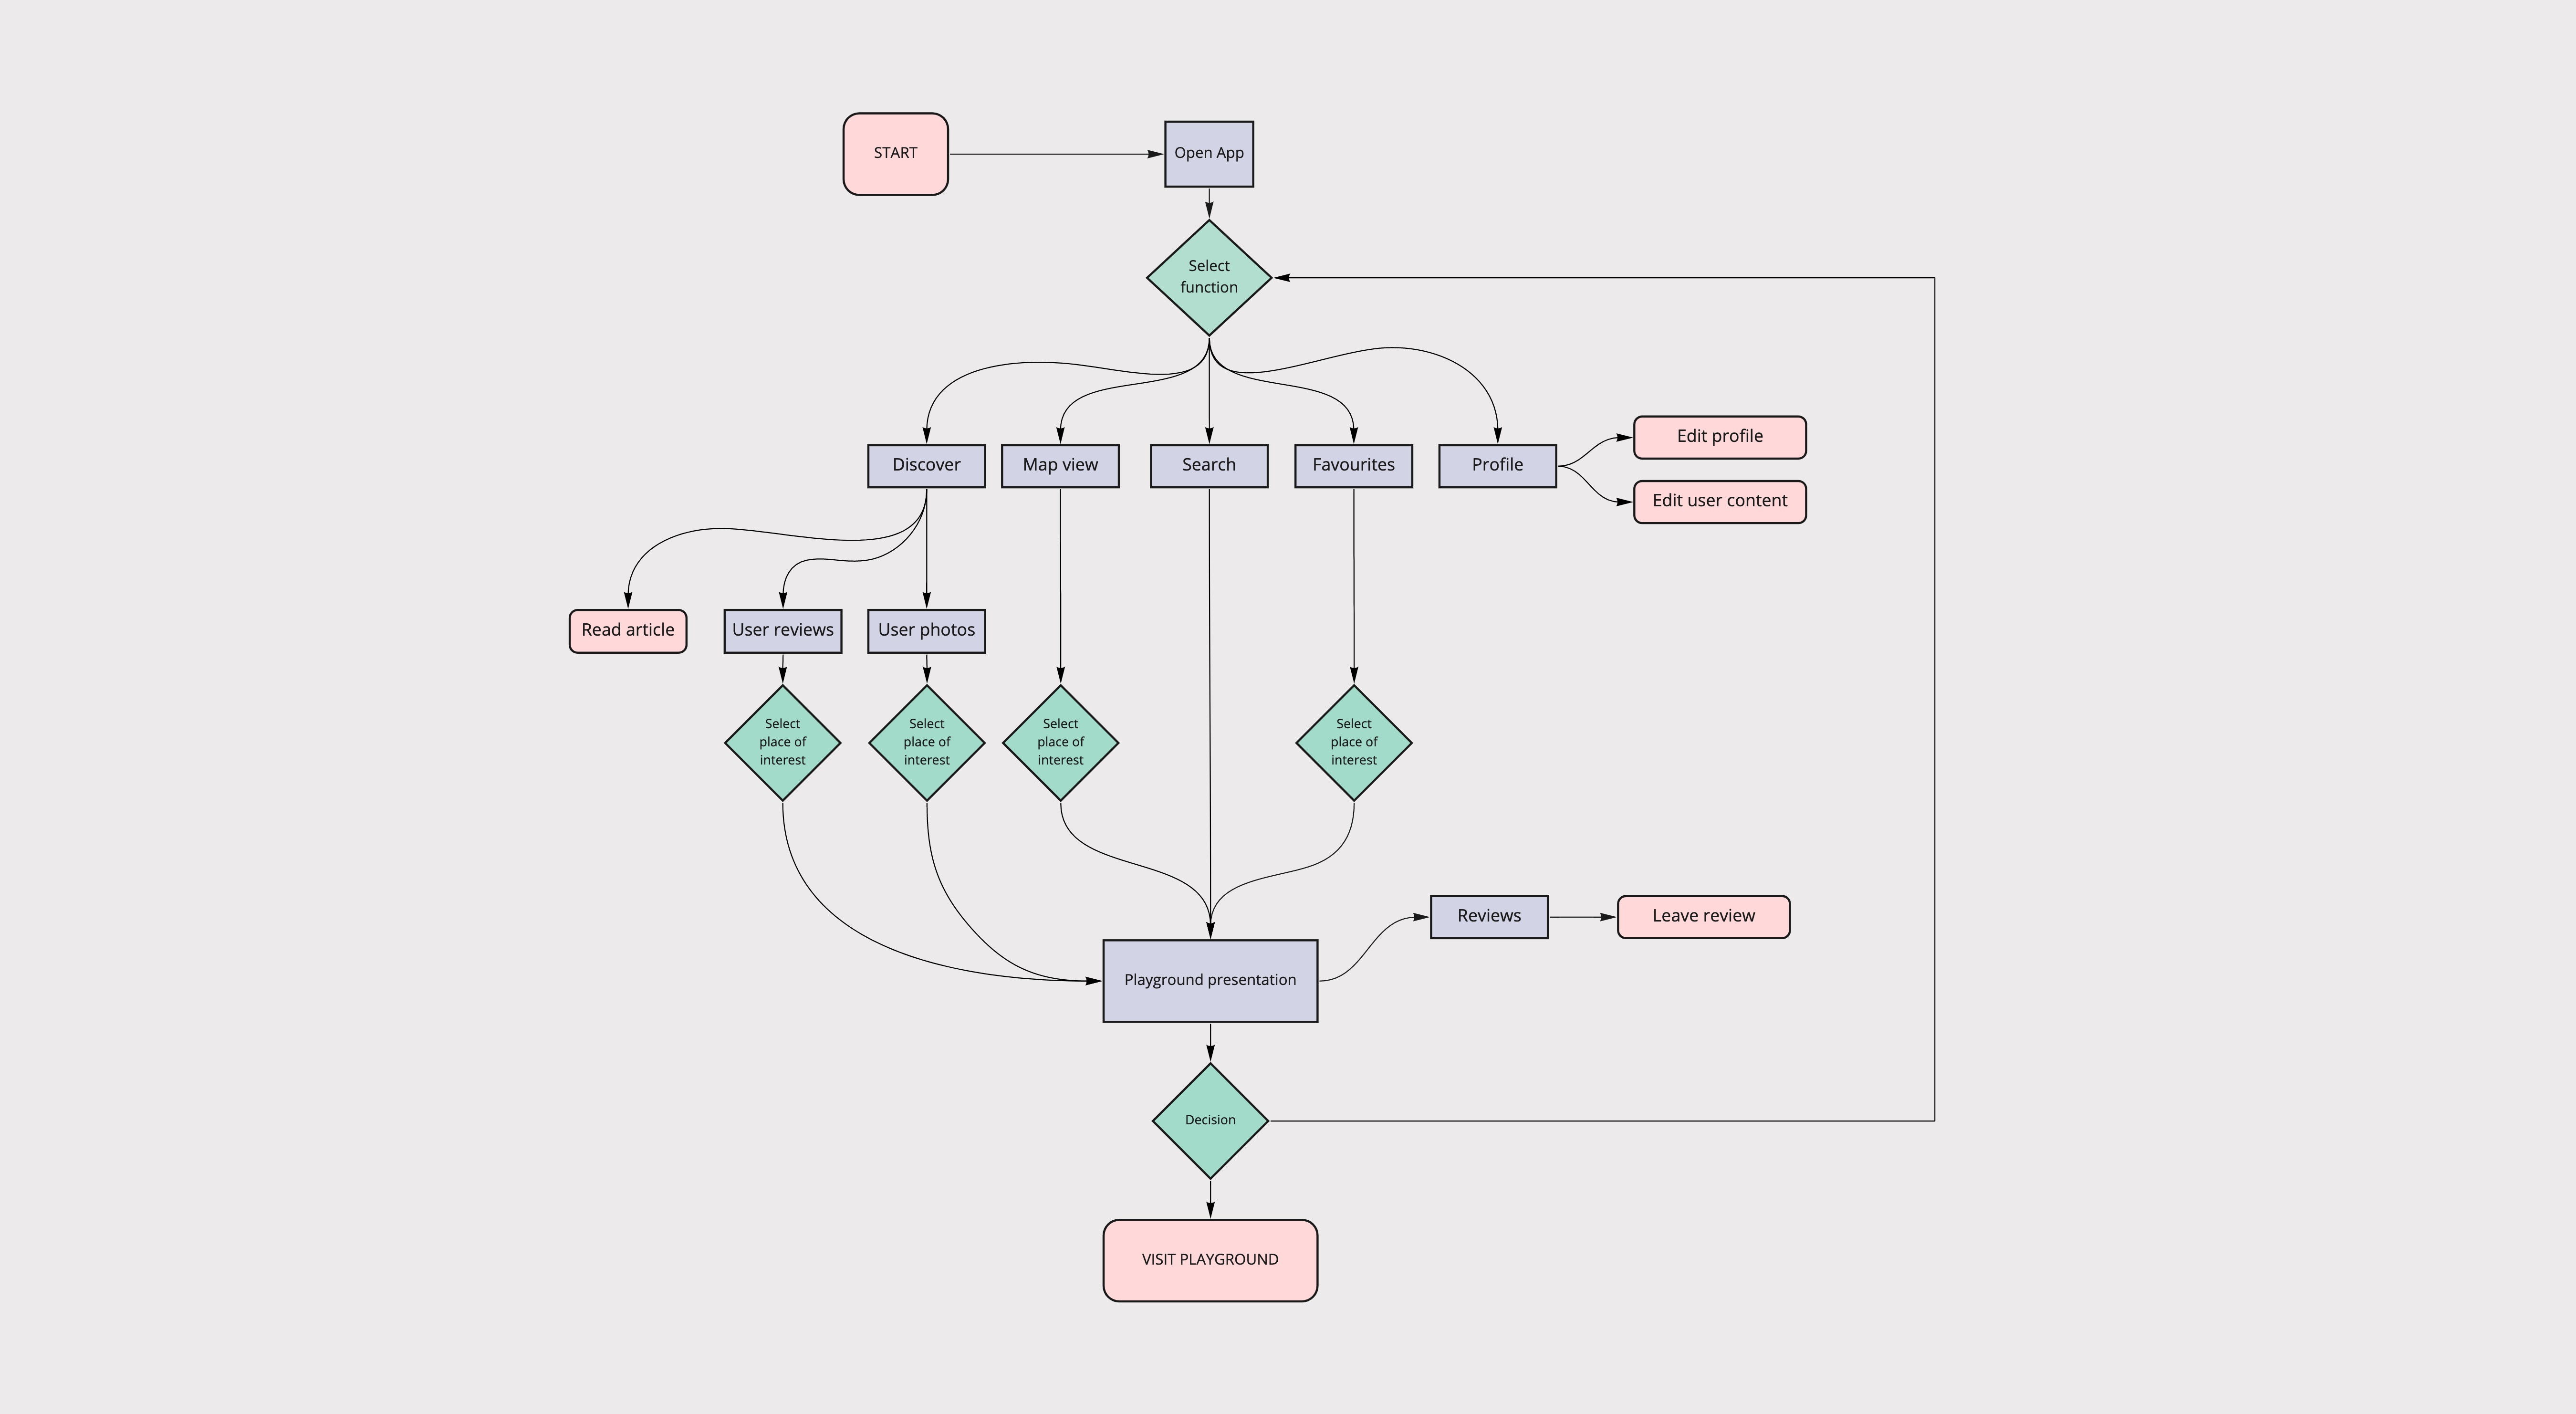 START
Open App
Select
function
Discover
Map view
Search
Favourites
Profile
Edit profile
Edit user content
Read article
User reviews
User photos
Select
place of
interest
Select
place of
interest
Select
place of
interest
Select
place of
interest
Reviews
Leave review
Playground presentation
Decision
VISIT PLAYGROUND